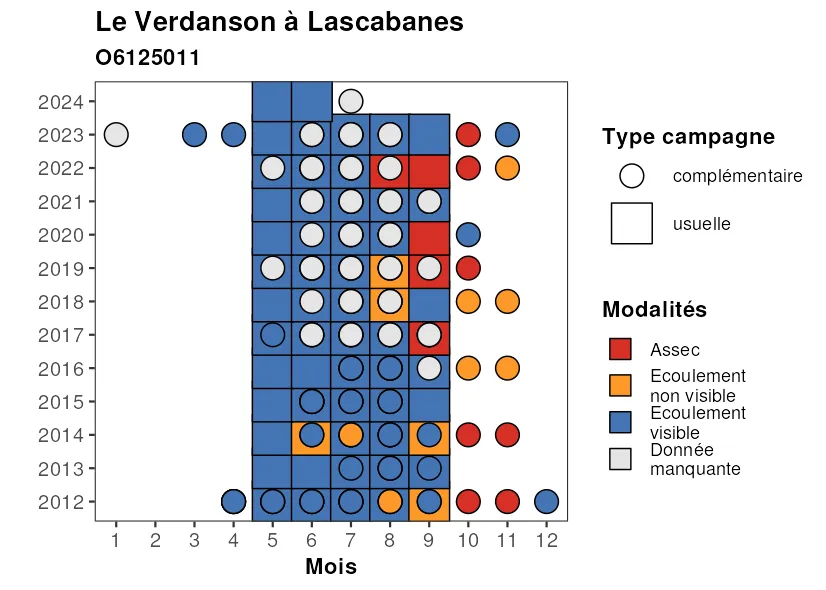 Le Verdanson à Lascabanes
O6125011
2024
2023
2022
2021
2020
2019
2018
2017
2016
2015
2014
2013
2012
1 2 3 4 5 6 7 8 9 10 11 12
Mois
Type campagne
complémentaire
usuelle
Modalités
Assec
Ecoulement
non visible
Ecoulement
visible
Donnée
manquante